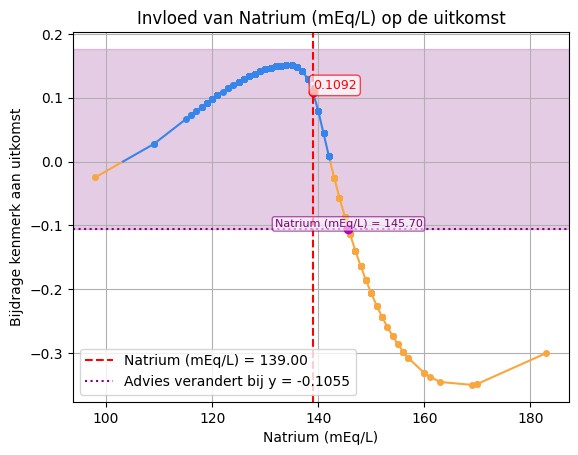 Invloed van Natrium (mEq/L) op de uitkomst
Bijdrage kenmerk aan uitkomst
0.2
0.1
0.0
−0.1
−0.2
−0.3
0.1092
Natrium (mEq/L) = 145.70
Natrium (mEq/L) = 139.00
Advies verandert bij y = -0.1055
100
120
140
160
180
Natrium (mEq/L)